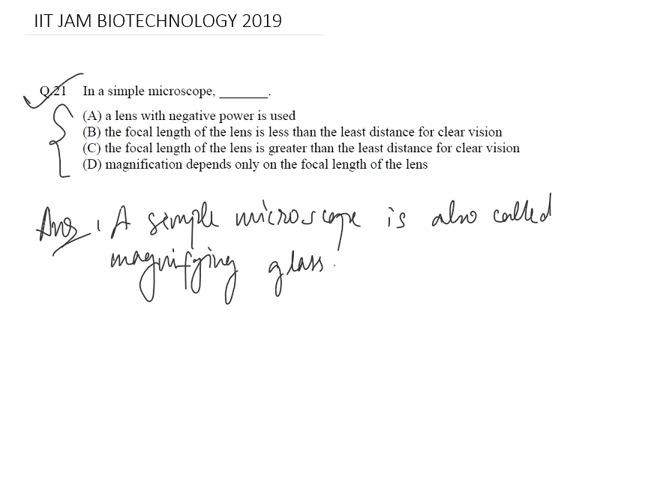 IIT JAM BIOTECHNOLOGY 2019
Q.21 In a simple microscope, _______.
(A) a lens with negative power is used
(B) the focal length of the lens is less than the least distance for clear vision
(C) the focal length of the lens is greater than the least distance for clear vision
(D) magnification depends only on the focal length of the lens
Ans: A simple microscope is also called
magnifying glass.